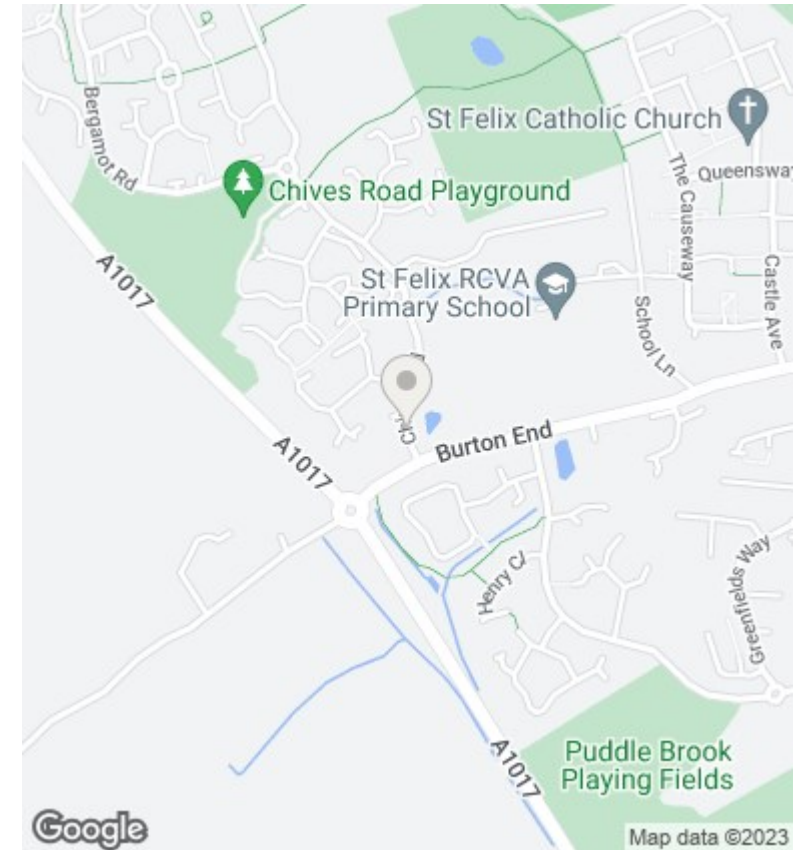 St Felix Catholic Church
Bergamot Rd
Queensway
Chives Road Playground
The Causeway
A1017
St Felix RCVA
Primary School
Castle Ave
School Ln
Burton End
A1017
Henry Cl
Greenfields Way
A1017
Puddle Brook
Playing Fields
Google
Map data ©2023